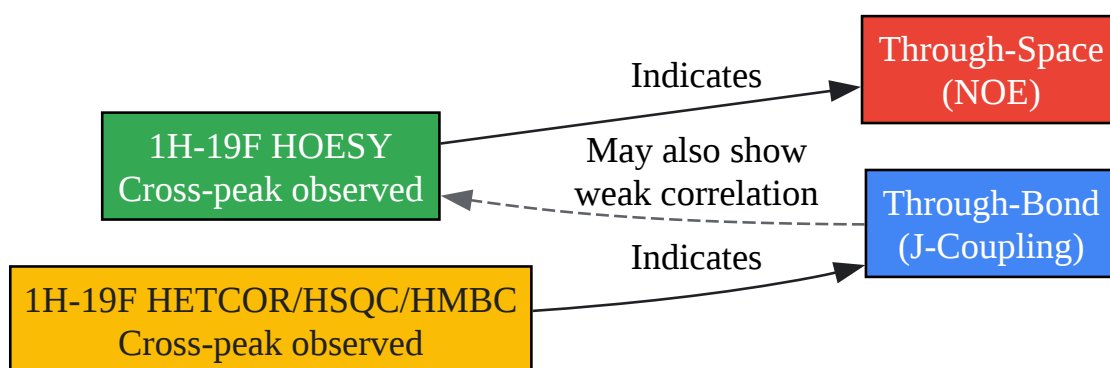 Through-Space
(NOE)
Indicates
1H-19F HOESY
Cross-peak observed
May also show
weak correlation
Through-Bond
(J-Coupling)
Indicates
1H-19F HETCOR/HSQC/HMBC
Cross-peak observed